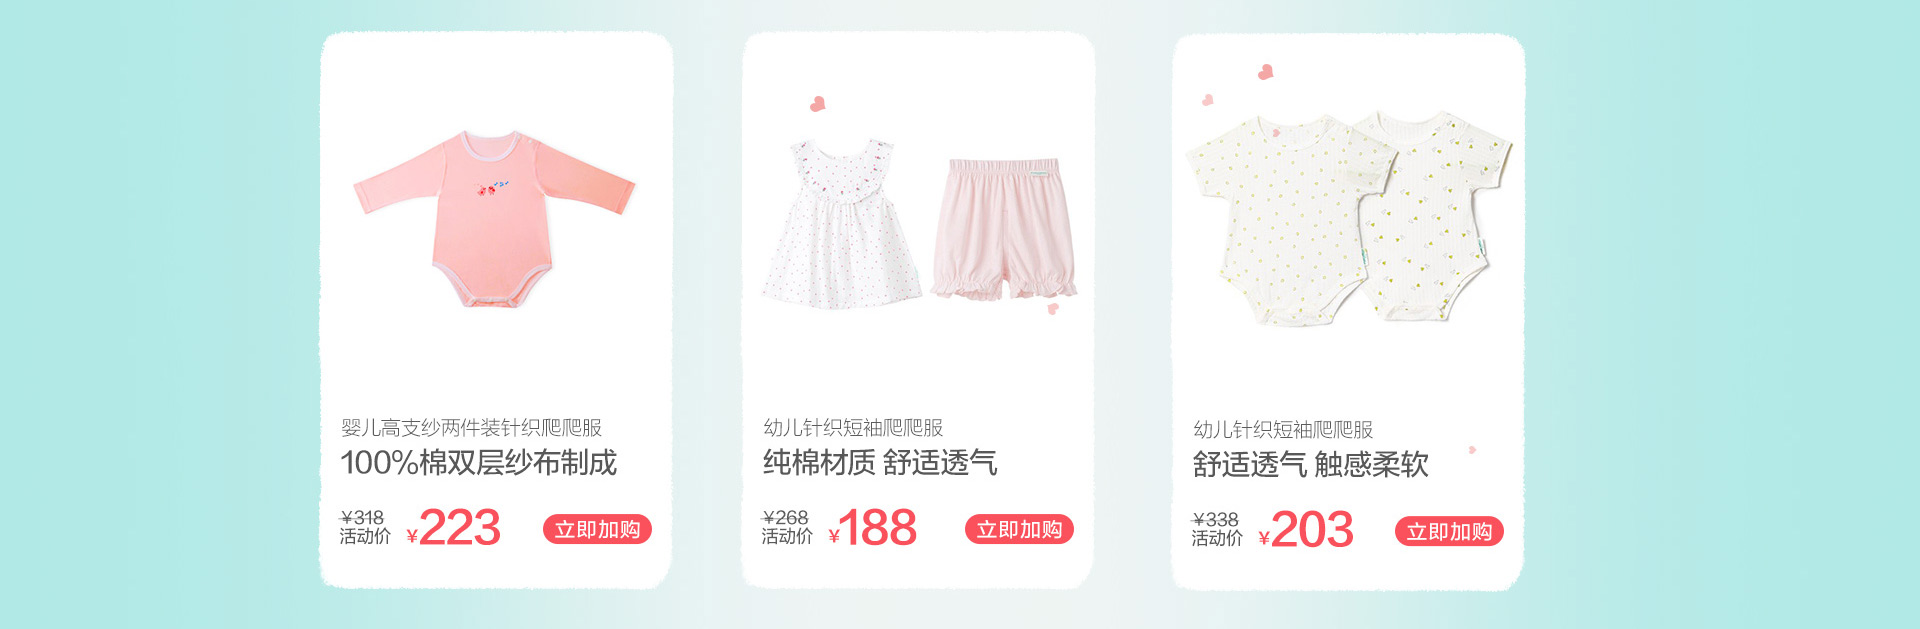 婴儿高支纱两件装针织爬爬服
100%棉双层纱布制成
¥318
活动价 ¥223 立即加购
幼儿针织短袖爬爬服
纯棉材质 舒适透气
¥268
活动价 ¥188 立即加购
幼儿针织短袖爬爬服
舒适透气 触感柔软
¥338
活动价 ¥203 立即加购